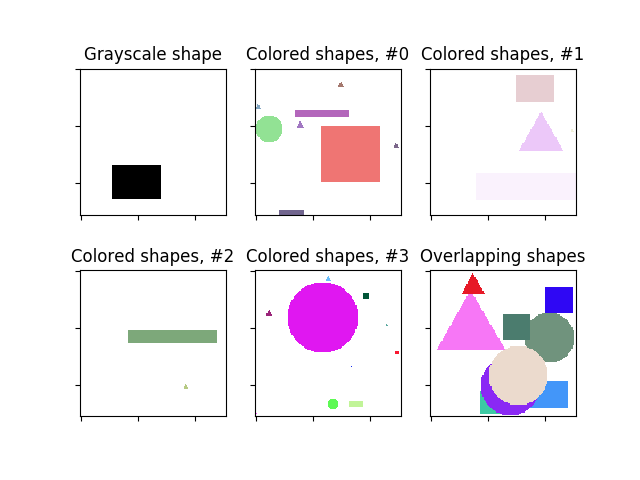 Grayscale shape
Colored shapes, #0
Colored shapes, #1
Colored shapes, #2
Colored shapes, #3
Overlapping shapes